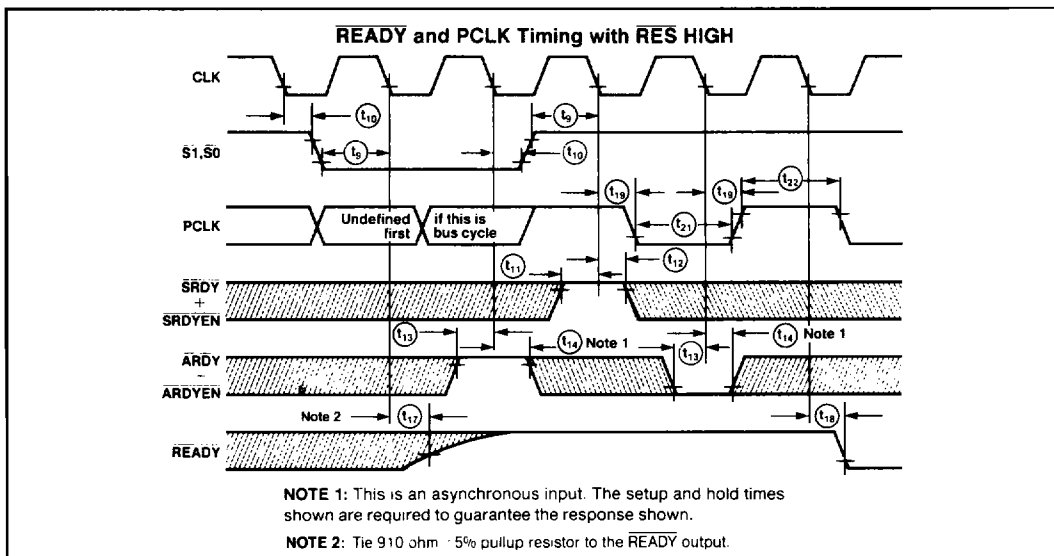 READY and PCLK Timing with RES HIGH
CLK
t10
t9
S1,S0
t9
t10
t19
t19
t22
PCLK
Undefined first
if this is bus cycle
t21
t11
t12
SRDY
+
SRDYEN
t13
t14 Note 1
t13
t14 Note 1
ARDY
-
ARDYEN
Note 2
t17
t18
READY
NOTE 1: This is an asynchronous input. The setup and hold times
shown are required to guarantee the response shown.
NOTE 2: Tie 910 ohm 5% pullup resistor to the READY output.